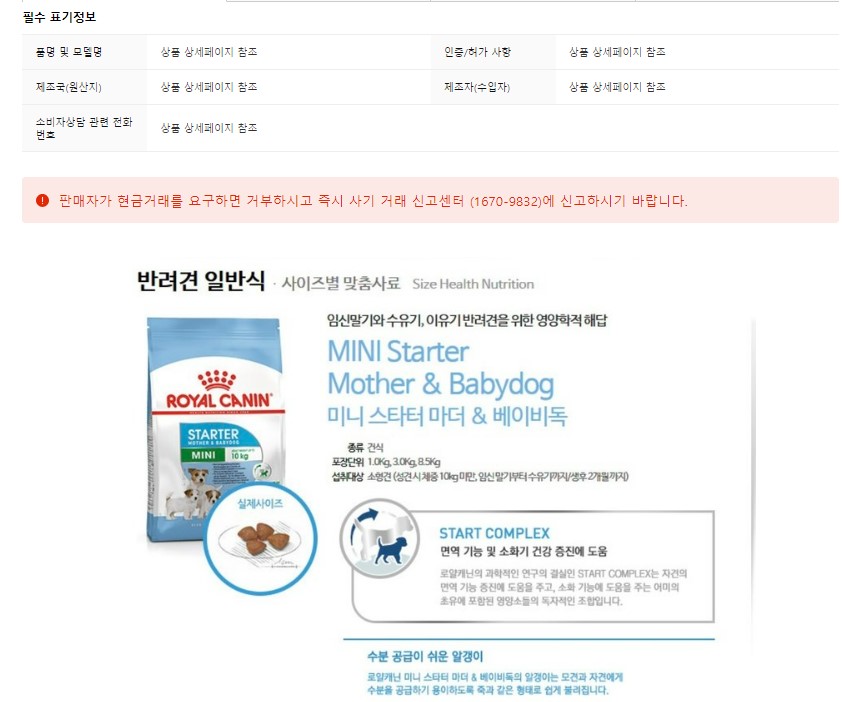 필수 표기정보
품명 및 모델명 상품 상세페이지 참조 인증/허가 사항 상품 상세페이지 참조
제조국(원산지) 상품 상세페이지 참조 제조자(수입자) 상품 상세페이지 참조
소비자상담 관련 전화
번호 상품 상세페이지 참조
판매자가 현금거래를 요구하면 거부하시고 즉시 사기 거래 신고센터 (1670-9832)에 신고하시기 바랍니다.
반려견 일반식 · 사이즈별 맞춤사료 Size Health Nutrition
임신말기와 수유기, 이유기 반려견을 위한 영양학적 해답
MINI Starter
Mother & Babydog
미니 스타터 마더 & 베이비독
종류 건식
포장단위 1.0Kg, 3.0Kg, 8.5Kg
섭취대상 소형견 (성견 시 체중 10kg 미만, 임신 말기부터 수유기까지/생후 2개월까지)
ROYAL CANIN
STARTER
MOTHER & BABYDOG
MINI
10 kg
실제사이즈
START COMPLEX
면역 기능 및 소화기 건강 증진에 도움
로얄캐닌의 과학적인 연구의 결실인 START COMPLEX는 자견의
면역 기능 증진에 도움을 주고, 소화 기능에 도움을 주는 어미의
초유에 포함된 영양소들의 독자적인 조합입니다.
수분 공급이 쉬운 알갱이
로얄캐닌 미니 스타터 마더 & 베이비독의 알갱이는 모견과 자견에게
수분을 공급하기 용이하도록 죽과 같은 형태로 쉽게 불려집니다.